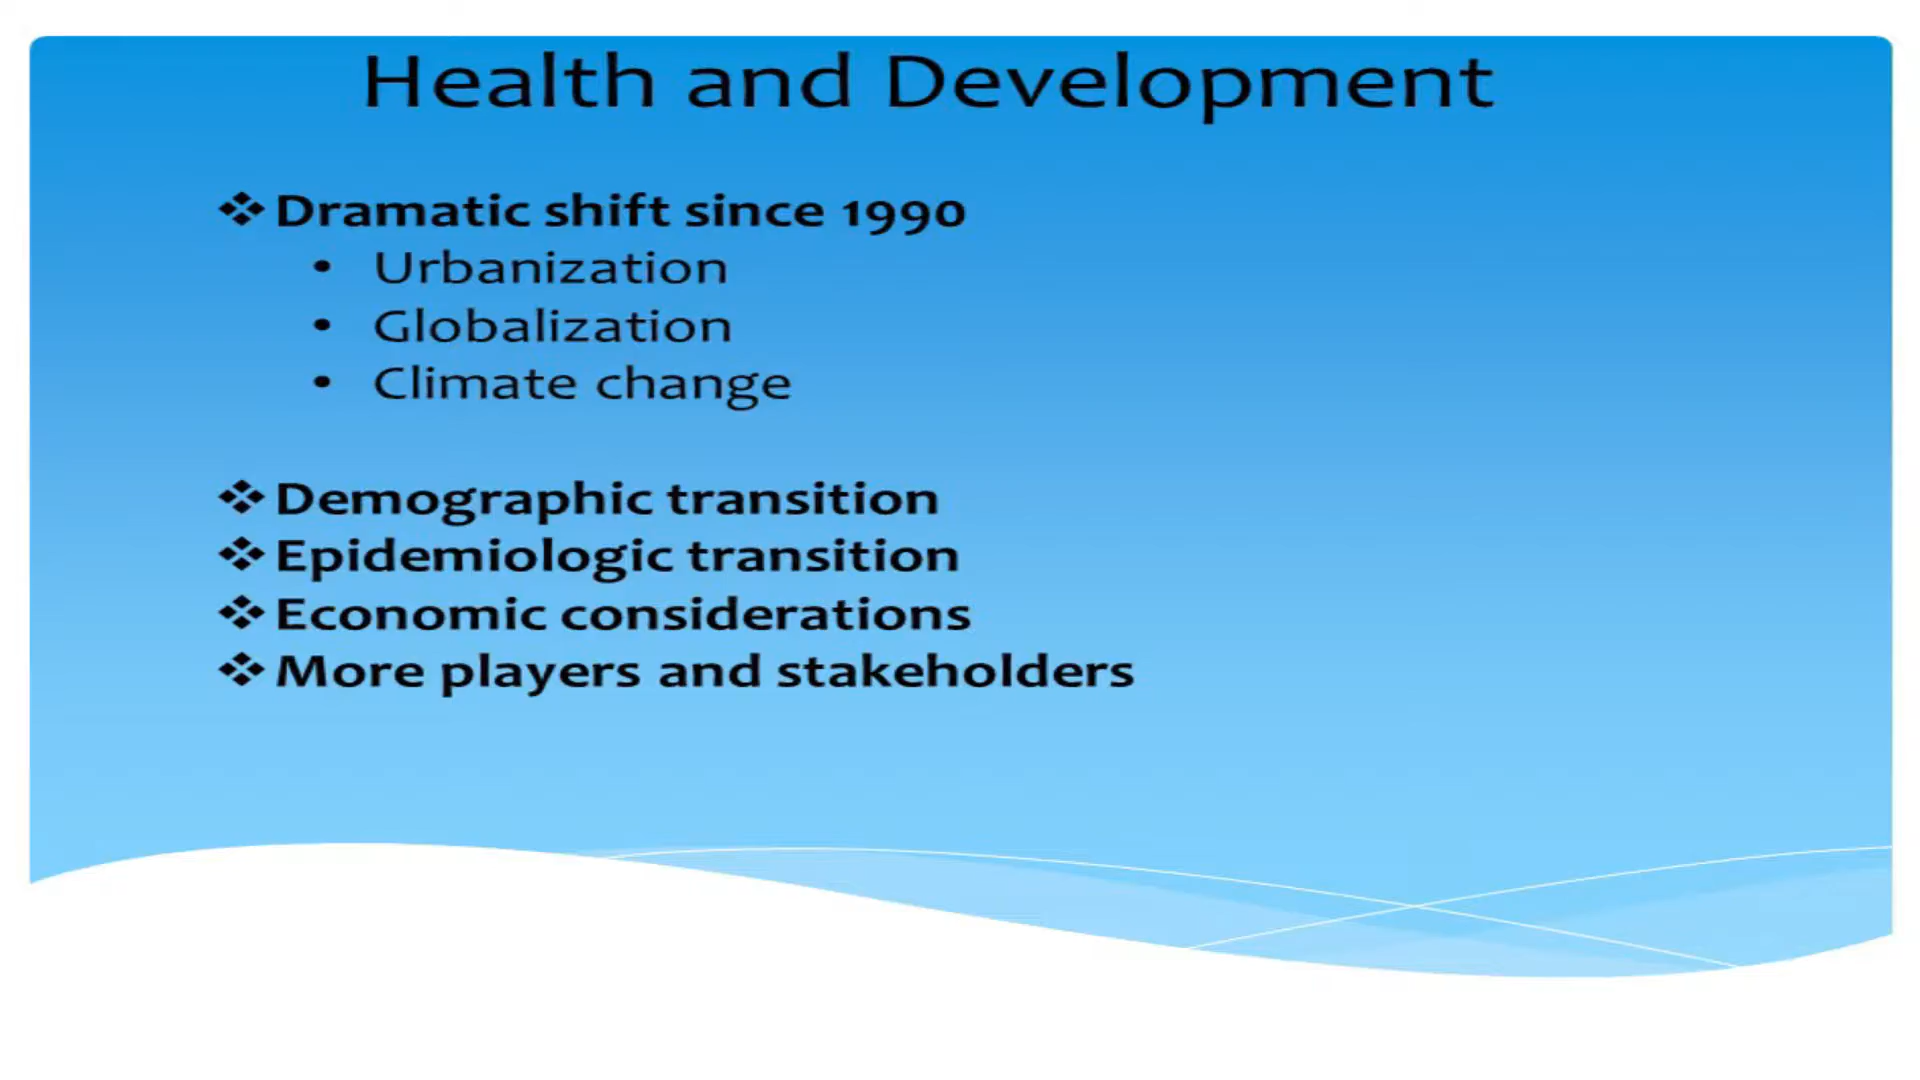 Health and Development
❖ Dramatic shift since 1990
• Urbanization
• Globalization
• Climate change
❖ Demographic transition
❖ Epidemiologic transition
❖ Economic considerations
❖ More players and stakeholders